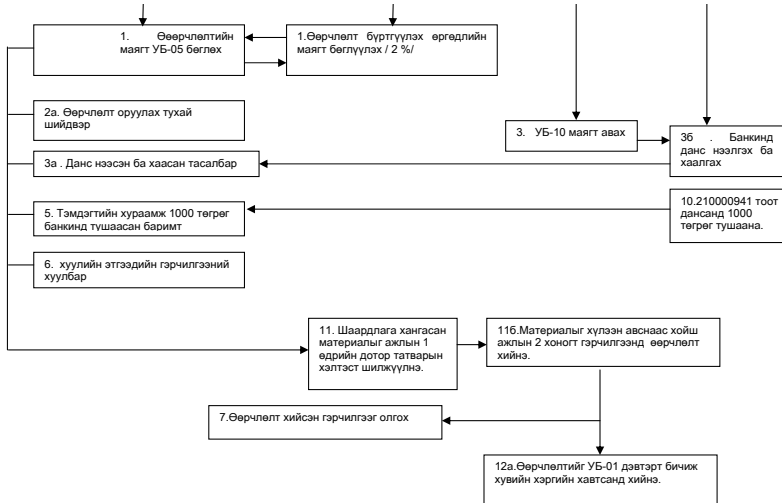 1. Өөөрчлөлтийн
маягт УБ-05 бөглөх
1.Өөрчлөлт бүртгүүлэх өргөдлийн
маягт бөглүүлэх / 2 %/
2а. Өөрчлөлт оруулах тухай
шийдвэр
3. УБ-10 маягт авах
3б . Банкинд
данс нээлгэх ба
хаалгах
3а . Данс нээсэн ба хаасан тасалбар
10.210000941 тоот
дансанд 1000
төгрөг тушаана.
5. Тэмдэгтийн хураамж 1000 төгрөг
банкинд тушаасан баримт
6. хуулийн этгээдийн гэрчилгээний
хуулбар
11. Шаардлага хангасан
материалыг ажлын 1
өдрийн дотор татварын
хэлтэст шилжүүлнэ.
11б.Материалыг хүлээн авснаас хойш
ажлын 2 хоногт гэрчилгээнд өөрчлөлт
хийнэ.
7.Өөрчлөлт хийсэн гэрчилгээг олгох
12а.Өөрчлөлтийг УБ-01 дэвтэрт бичиж
хувийн хэргийн хавтсанд хийнэ.